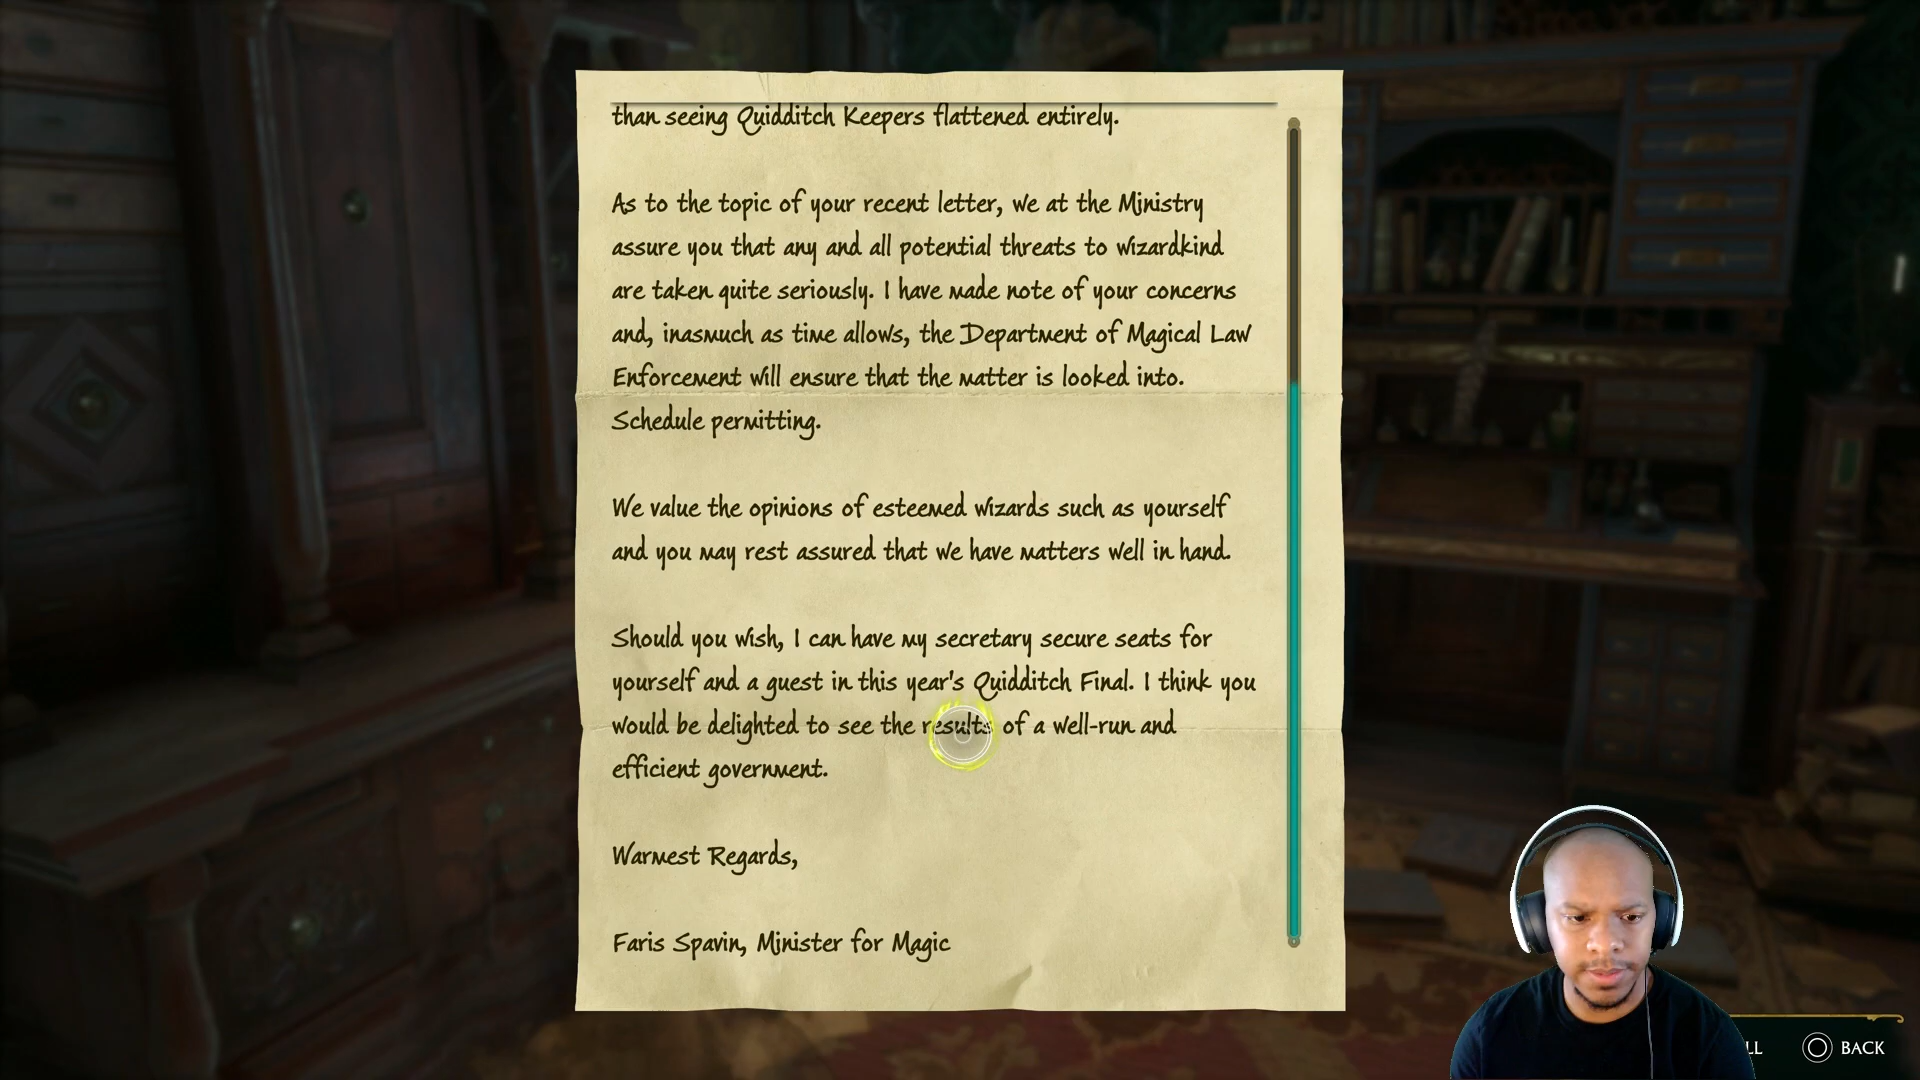 than seeing Quidditch Keepers flattened entirely.
As to the topic of your recent letter, we at the Ministry
assure you that any and all potential threats to wizardkind
are taken quite seriously. I have made note of your concerns
and, inasmuch as time allows, the Department of Magical Law
Enforcement will ensure that the matter is looked into.
Schedule permitting.
We value the opinions of esteemed wizards such as yourself
and you may rest assured that we have matters well in hand.
Should you wish, I can have my secretary secure seats for
yourself and a guest in this year's Quidditch Final. I think you
would be delighted to see the results of a well-run and
efficient government.
Warmest Regards,
Faris Spavin, Minister for Magic
LL BACK